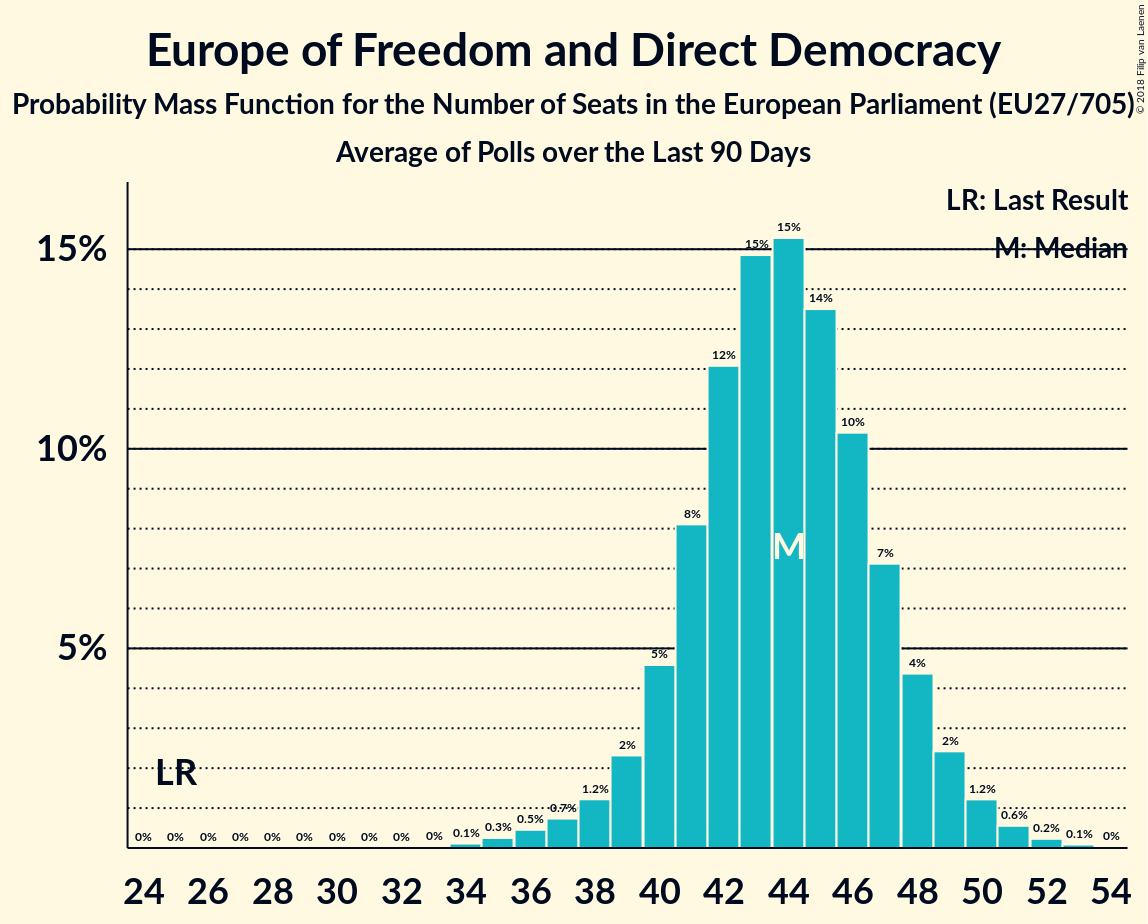 Europe of Freedom and Direct Democracy
Probability Mass Function for the Number of Seats in the European Parliament (EU27/705)
Average of Polls over the Last 90 Days
© 2018 Filip van Laenen
LR: Last Result
M: Median
15%
10%
5%
LR
M
0% 0% 0% 0% 0% 0% 0% 0% 0% 0% 0.1% 0.3% 0.5% 0.7% 1.2% 2% 5% 8% 12% 15% 15% 14% 10% 7% 4% 2% 1.2% 0.6% 0.2% 0.1% 0%
24 26 28 30 32 34 36 38 40 42 44 46 48 50 52 54